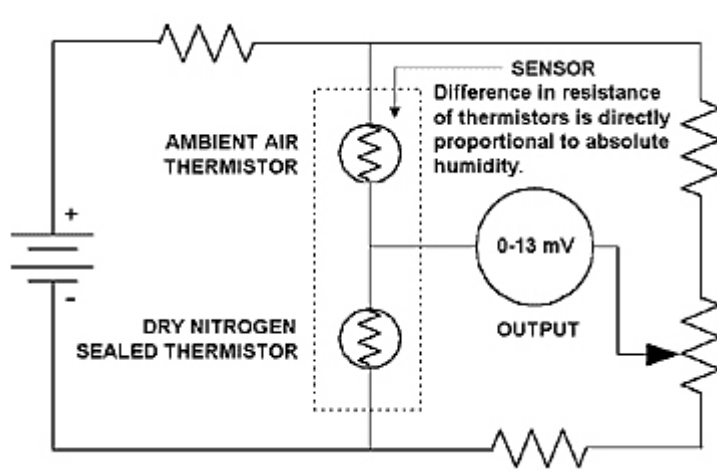 SENSOR
Difference in resistance
of thermistors is directly
proportional to absolute
humidity.
AMBIENT AIR
THERMISTOR
+
0-13 mV
-
DRY NITROGEN
SEALED THERMISTOR
OUTPUT